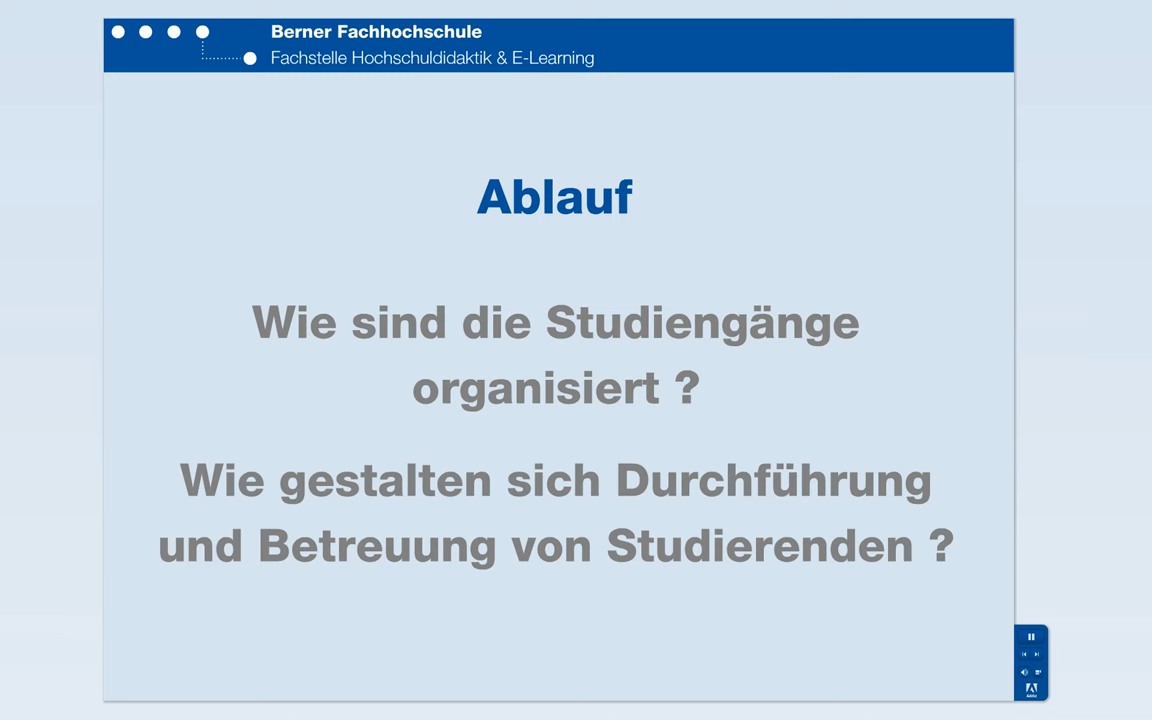 Berner Fachhochschule
Fachstelle Hochschuldidaktik & E-Learning
Ablauf
Wie sind die Studiengänge
organisiert ?
Wie gestalten sich Durchführung
und Betreuung von Studierenden ?